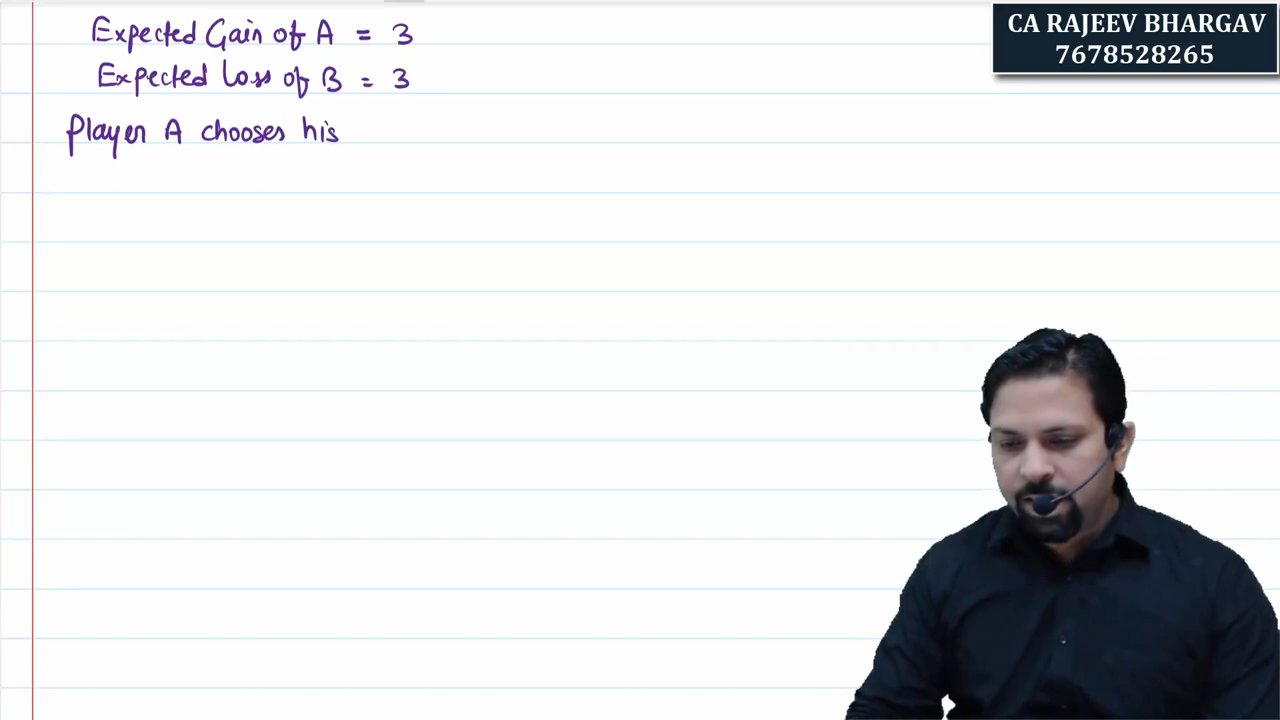 Expected Gain of A = 3
Expected Loss of B = 3
Player A chooses his
CA RAJEEV BHARGAV
7678528265